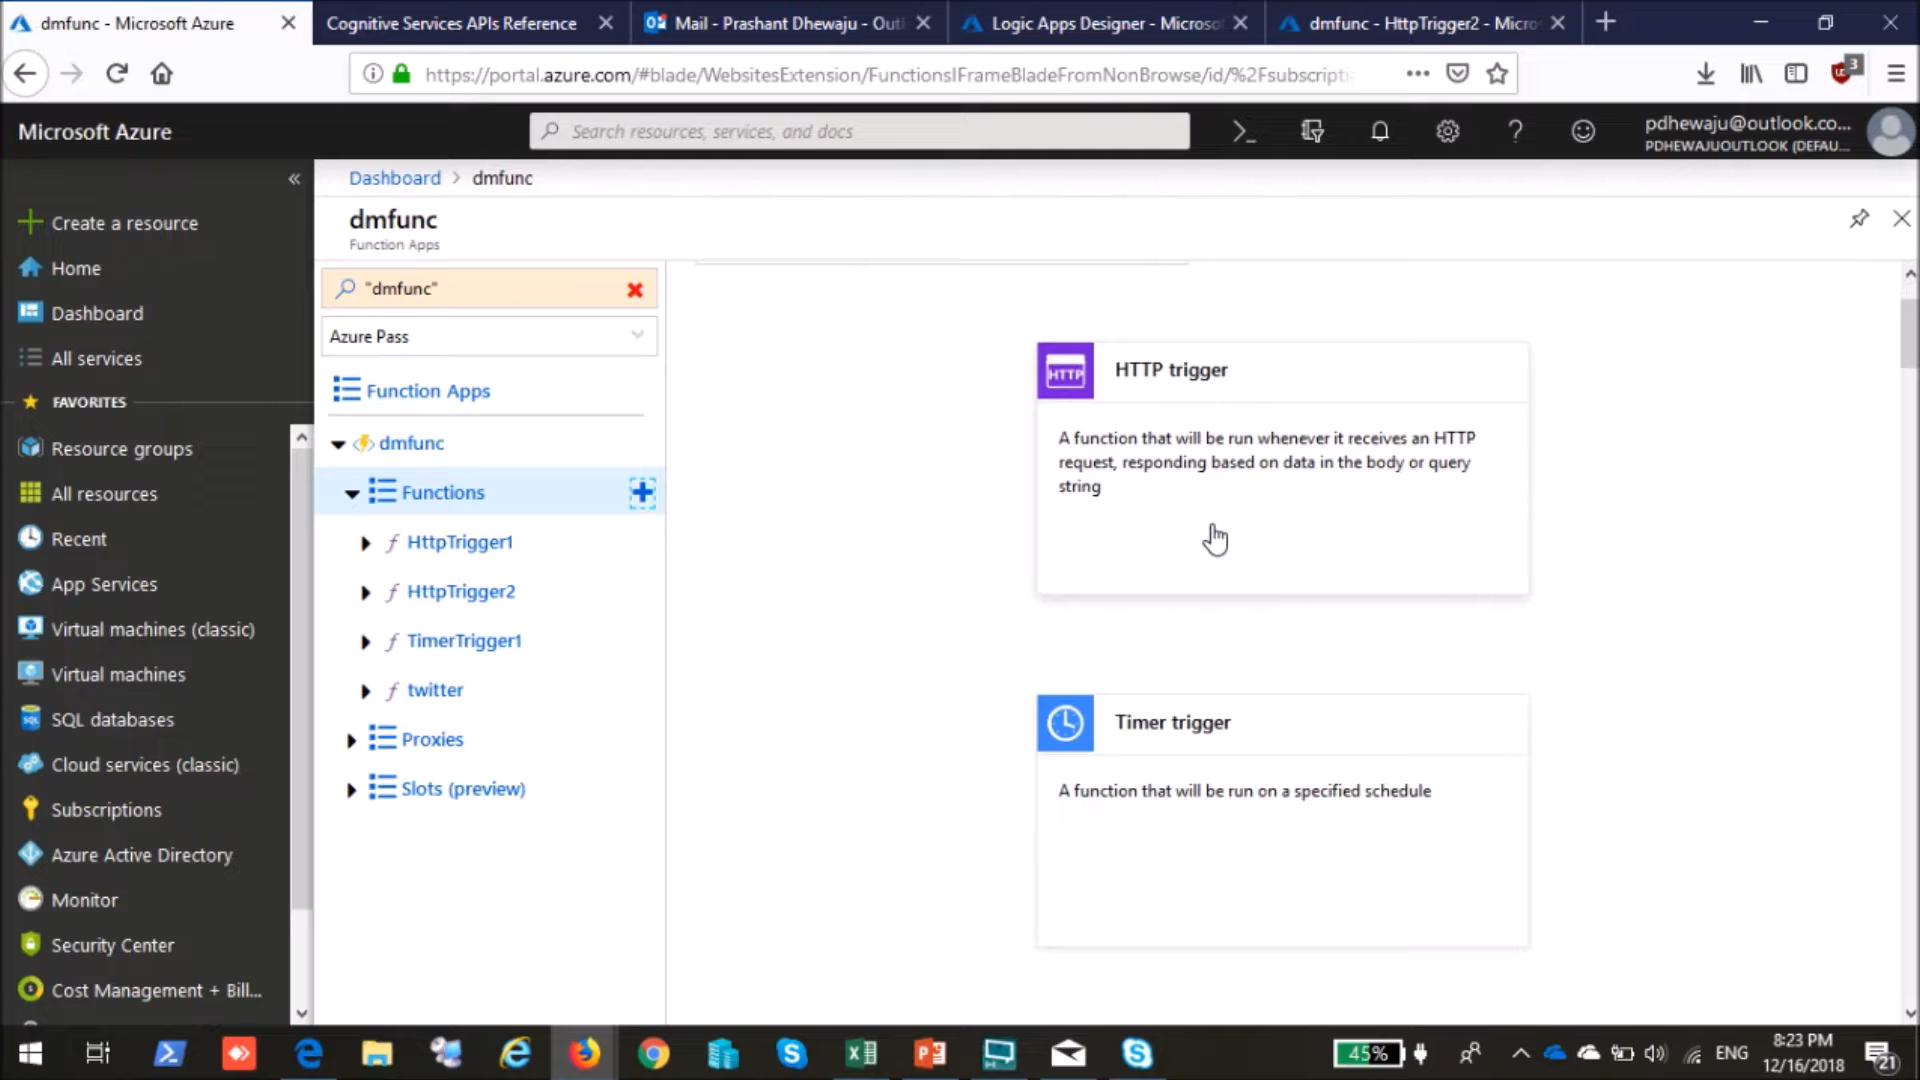 dmfunc - Microsoft Azure
Cognitive Services APIs Reference
Mail - Prashant Dhewaju - Outl
Logic Apps Designer - Microso
dmfunc - HttpTrigger2 - Micro
https://portal.azure.com/#blade/WebsitesExtension/FunctionsIFrameBladeFromNonBrowse/id/%2Fsubscripti
3
Microsoft Azure
Search resources, services, and docs
pdhewaju@outlook.co...
PDHEWAJUOUTLOOK (DEFAU...
Dashboard > dmfunc
dmfunc
Function Apps
Create a resource
Home
Dashboard
All services
FAVORITES
Resource groups
All resources
Recent
App Services
Virtual machines (classic)
Virtual machines
SQL databases
Cloud services (classic)
Subscriptions
Azure Active Directory
Monitor
Security Center
Cost Management + Bill...
"dmfunc"
Azure Pass
Function Apps
dmfunc
Functions
HttpTrigger1
HttpTrigger2
TimerTrigger1
twitter
Proxies
Slots (preview)
HTTP
HTTP trigger
A function that will be run whenever it receives an HTTP
request, responding based on data in the body or query
string
Timer trigger
A function that will be run on a specified schedule
45%
ENG
8:23 PM
12/16/2018
21